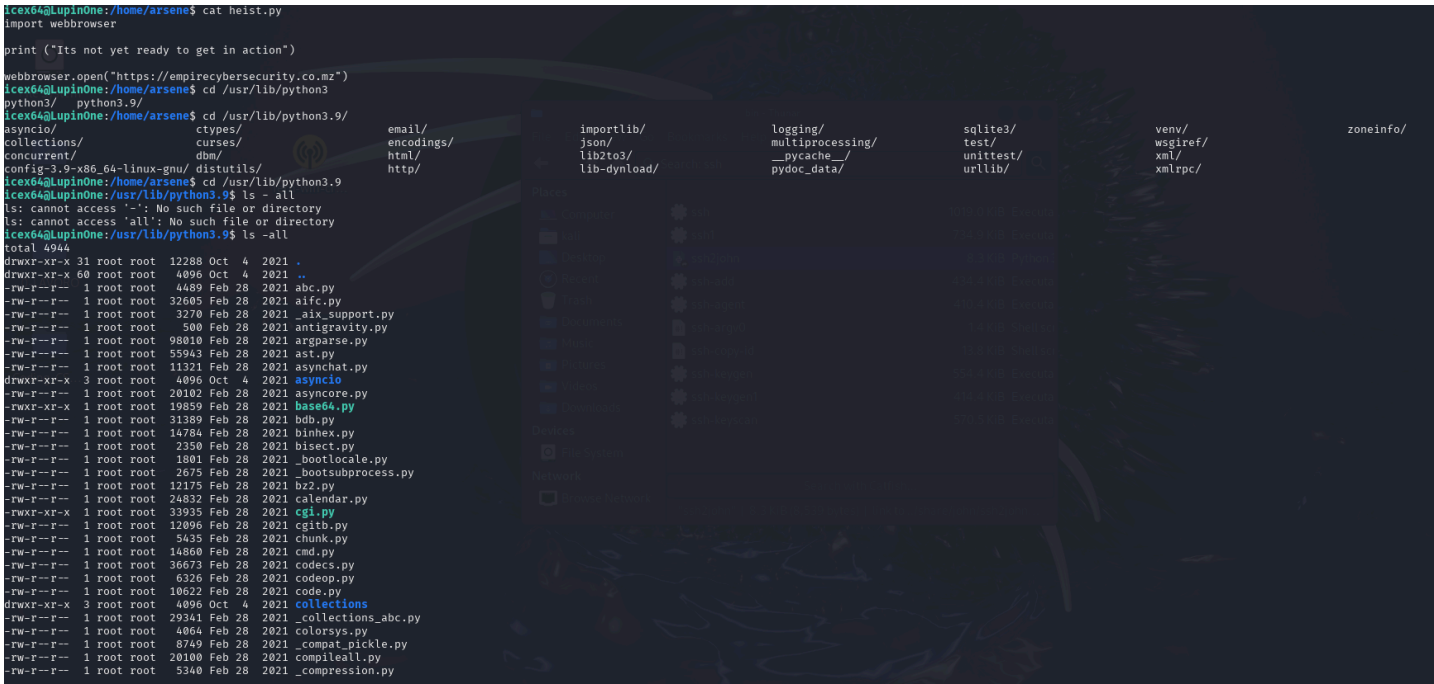 icex64@LupinOne:/home/arsene$ cat heist.py
import webbrowser
print ("Its not yet ready to get in action")
webbrowser.open("https://empirecybersecurity.co.mz")
icex64@LupinOne:/home/arsene$ cd /usr/lib/python3
python3/   python3.9/
icex64@LupinOne:/home/arsene$ cd /usr/lib/python3.9/
asyncio/ ctypes/ email/ importlib/ logging/ sqlite3/ venv/ zoneinfo/
collections/ curses/ encodings/ json/ multiprocessing/ test/ wsgiref/
concurrent/ dbm/ html/ lib2to3/ __pycache__/ unittest/ xml/
config-3.9-x86_64-linux-gnu/ distutils/ http/ lib-dynload/ pydoc_data/ urllib/ xmlrpc/
icex64@LupinOne:/home/arsene$ cd /usr/lib/python3.9
icex64@LupinOne:/usr/lib/python3.9$ ls - all
ls: cannot access '-': No such file or directory
ls: cannot access 'all': No such file or directory
icex64@LupinOne:/usr/lib/python3.9$ ls -all
total 4944
drwxr-xr-x 31 root root  12288 Oct  4  2021 .
drwxr-xr-x 60 root root   4096 Oct  4  2021 ..
-rw-r--r--  1 root root   4489 Feb 28  2021 abc.py
-rw-r--r--  1 root root  32605 Feb 28  2021 aifc.py
-rw-r--r--  1 root root   3270 Feb 28  2021 _aix_support.py
-rw-r--r--  1 root root    500 Feb 28  2021 antigravity.py
-rw-r--r--  1 root root  98010 Feb 28  2021 argparse.py
-rw-r--r--  1 root root  55943 Feb 28  2021 ast.py
-rw-r--r--  1 root root  11321 Feb 28  2021 asynchat.py
drwxr-xr-x  3 root root   4096 Oct  4  2021 asyncio
-rw-r--r--  1 root root  20102 Feb 28  2021 asyncore.py
-rwxr-xr-x  1 root root  19859 Feb 28  2021 base64.py
-rw-r--r--  1 root root  31389 Feb 28  2021 bdb.py
-rw-r--r--  1 root root  14784 Feb 28  2021 binhex.py
-rw-r--r--  1 root root   2350 Feb 28  2021 bisect.py
-rw-r--r--  1 root root   1801 Feb 28  2021 _bootlocale.py
-rw-r--r--  1 root root   2675 Feb 28  2021 _bootsubprocess.py
-rw-r--r--  1 root root  12175 Feb 28  2021 bz2.py
-rw-r--r--  1 root root  24832 Feb 28  2021 calendar.py
-rwxr-xr-x  1 root root  33935 Feb 28  2021 cgi.py
-rw-r--r--  1 root root  12096 Feb 28  2021 cgitb.py
-rw-r--r--  1 root root   5435 Feb 28  2021 chunk.py
-rw-r--r--  1 root root  14860 Feb 28  2021 cmd.py
-rw-r--r--  1 root root  36673 Feb 28  2021 codecs.py
-rw-r--r--  1 root root   6326 Feb 28  2021 codeop.py
-rw-r--r--  1 root root  10622 Feb 28  2021 code.py
drwxr-xr-x  3 root root   4096 Oct  4  2021 collections
-rw-r--r--  1 root root  29341 Feb 28  2021 _collections_abc.py
-rw-r--r--  1 root root   4064 Feb 28  2021 colorsys.py
-rw-r--r--  1 root root   8749 Feb 28  2021 _compat_pickle.py
-rw-r--r--  1 root root  20100 Feb 28  2021 compileall.py
-rw-r--r--  1 root root   5340 Feb 28  2021 _compression.py
Places
Trash
Documents
Music
Pictures
Videos
Downloads
Devices
File System
Network
Browse Network